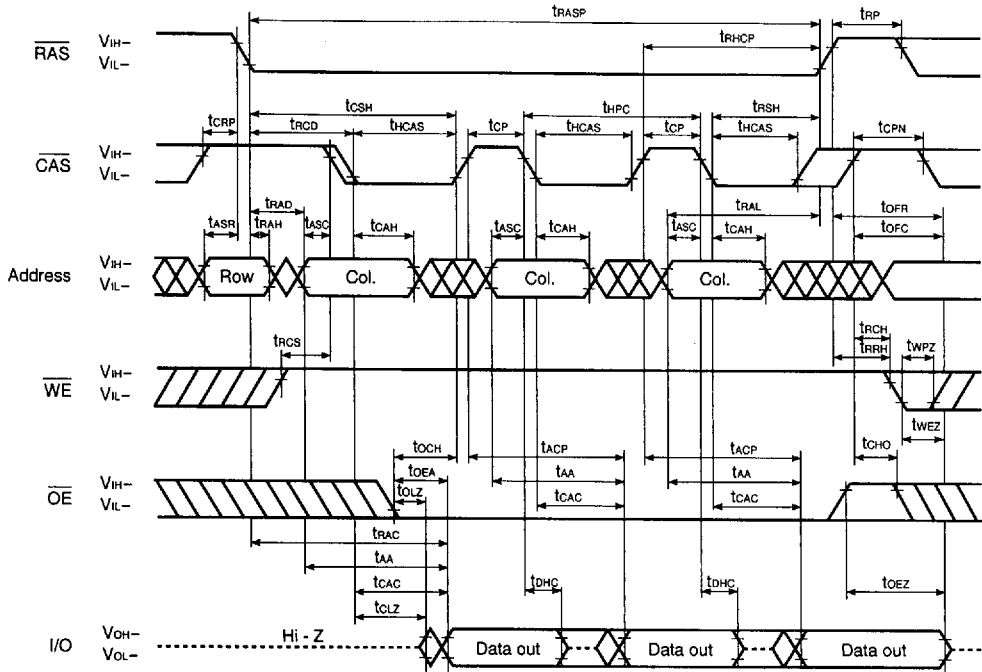 tRASP tRP
RAS VIH– VIL– tRHCP
tCSH tHPC tRSH
tCRP tRCD tHCAS tCP tHCAS tCP tHCAS tCPN
CAS VIH– VIL–
tRAD tRAL tOFR
tASR tRAH tASC tCAH tASC tCAH tASC tCAH tOFC
Address VIH– VIL– Row Col. Col. Col.
tRCS tRCH tRRH tWPZ
WE VIH– VIL–
tWEZ
tOCH tACP tACP tCHO
tOEA tAA tAA
OE VIH– VIL– tOLZ tCAC tCAC
tRAC
tAA
tCAC tDHC tDHC tOEZ
tCLZ
I/O VOH– VOL– Hi - Z Data out Data out Data out